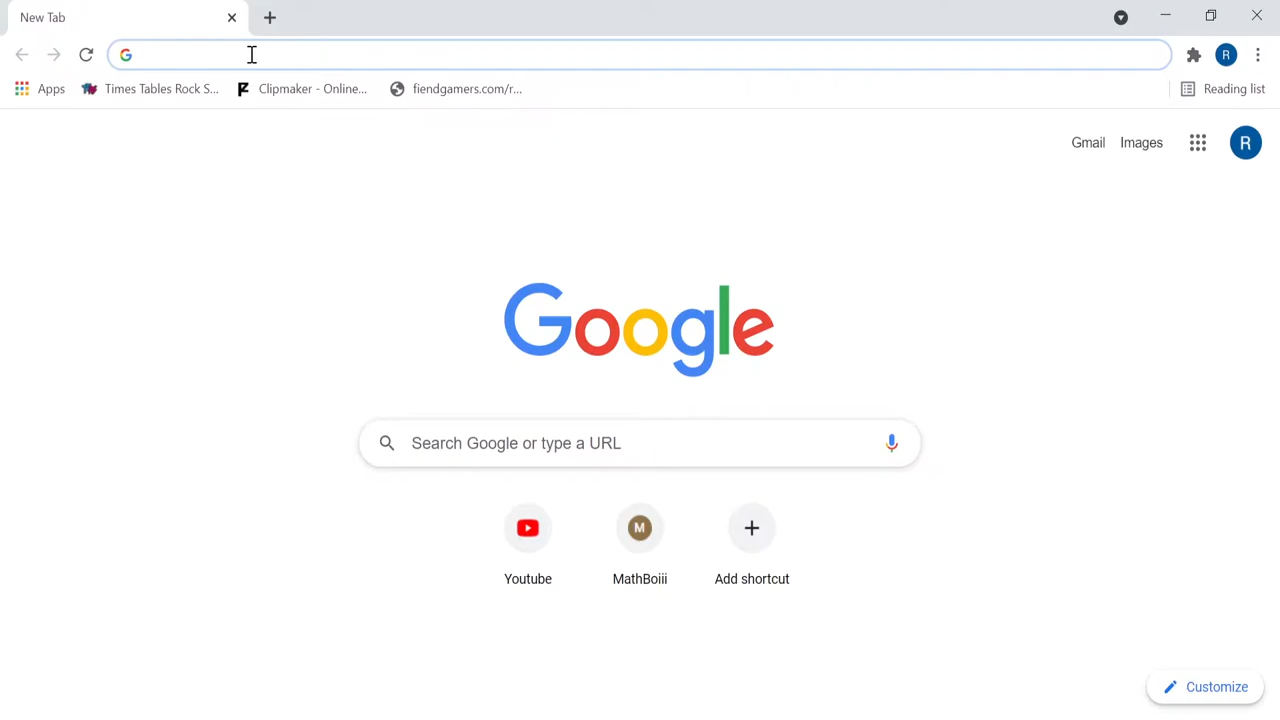 New Tab
Apps Times Tables Rock S... Clipmaker - Online... fiendgamers.com/r... Reading list
R
Gmail Images R
Google
Search Google or type a URL
M
Youtube MathBoiii Add shortcut
Customize